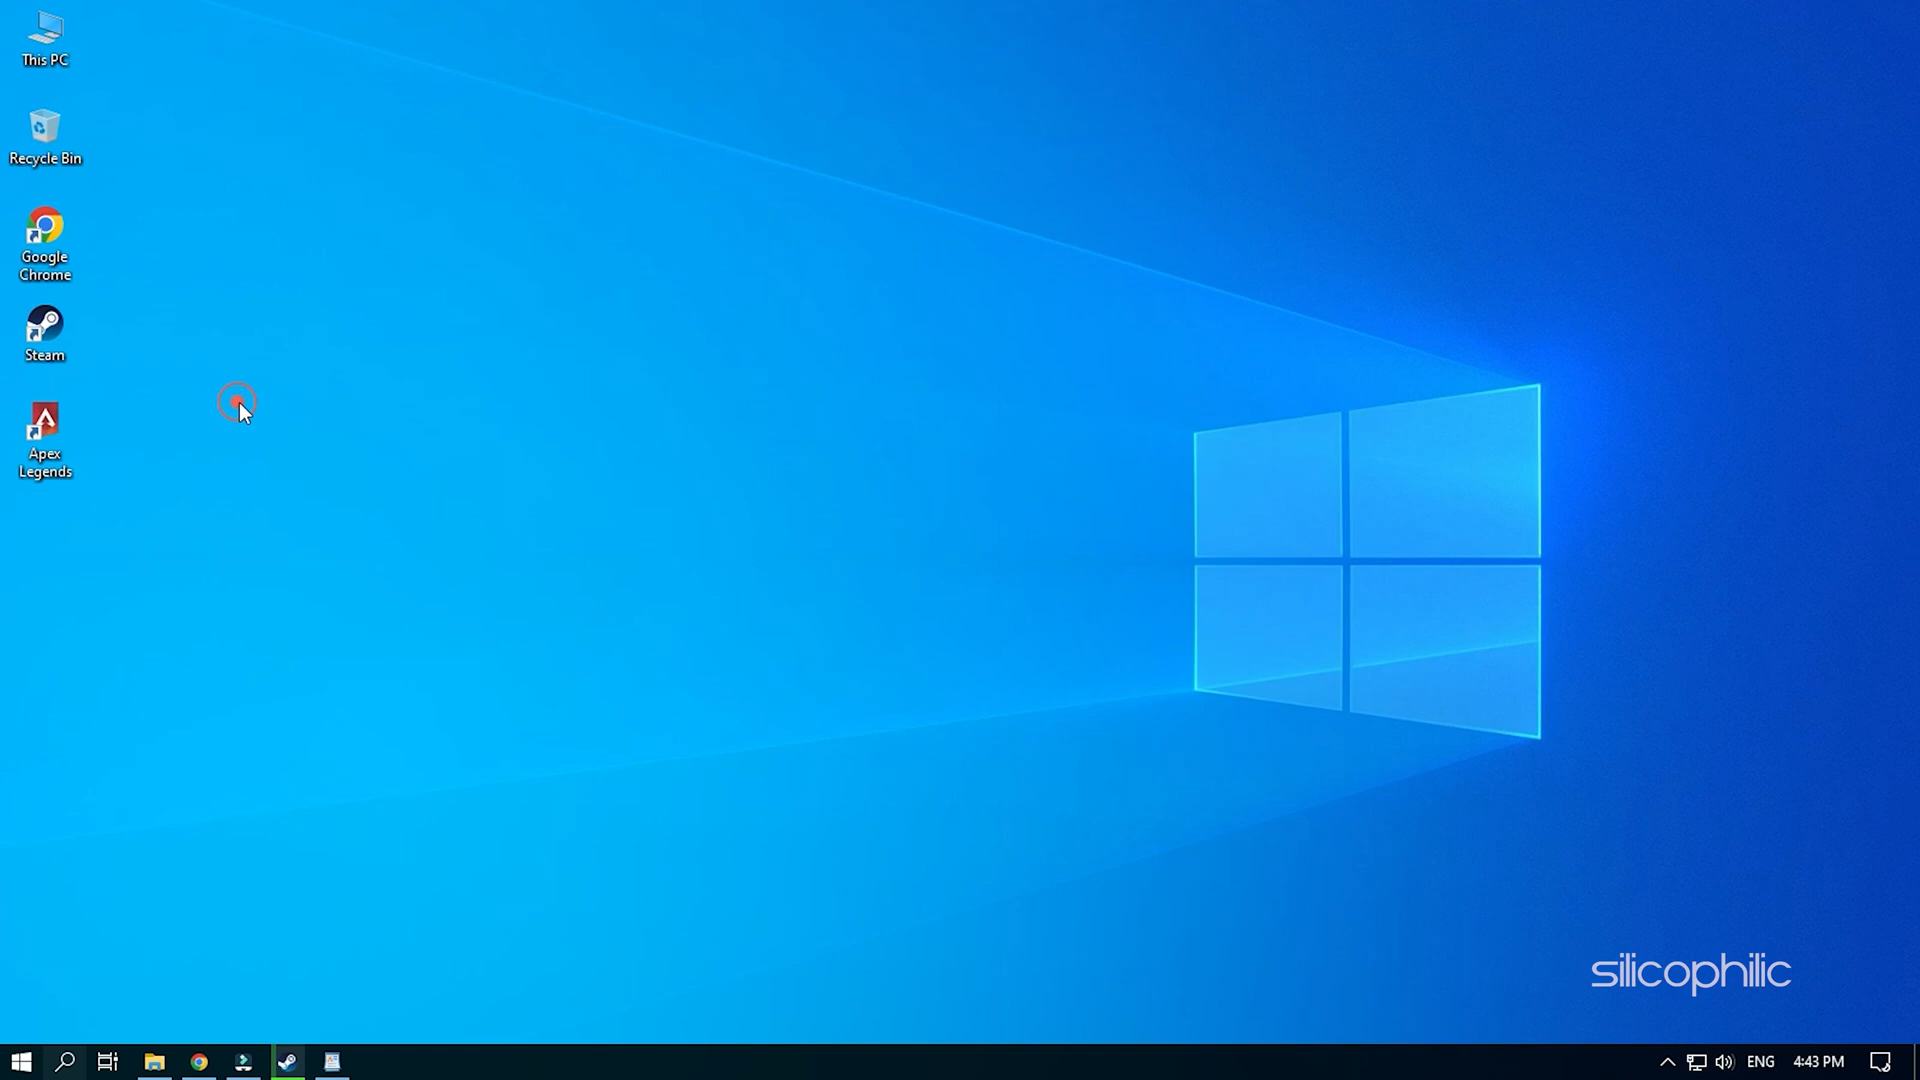 This PC
Recycle Bin
Google
Chrome
Steam
Apex
Legends
silicophilic
ENG
4:43 PM